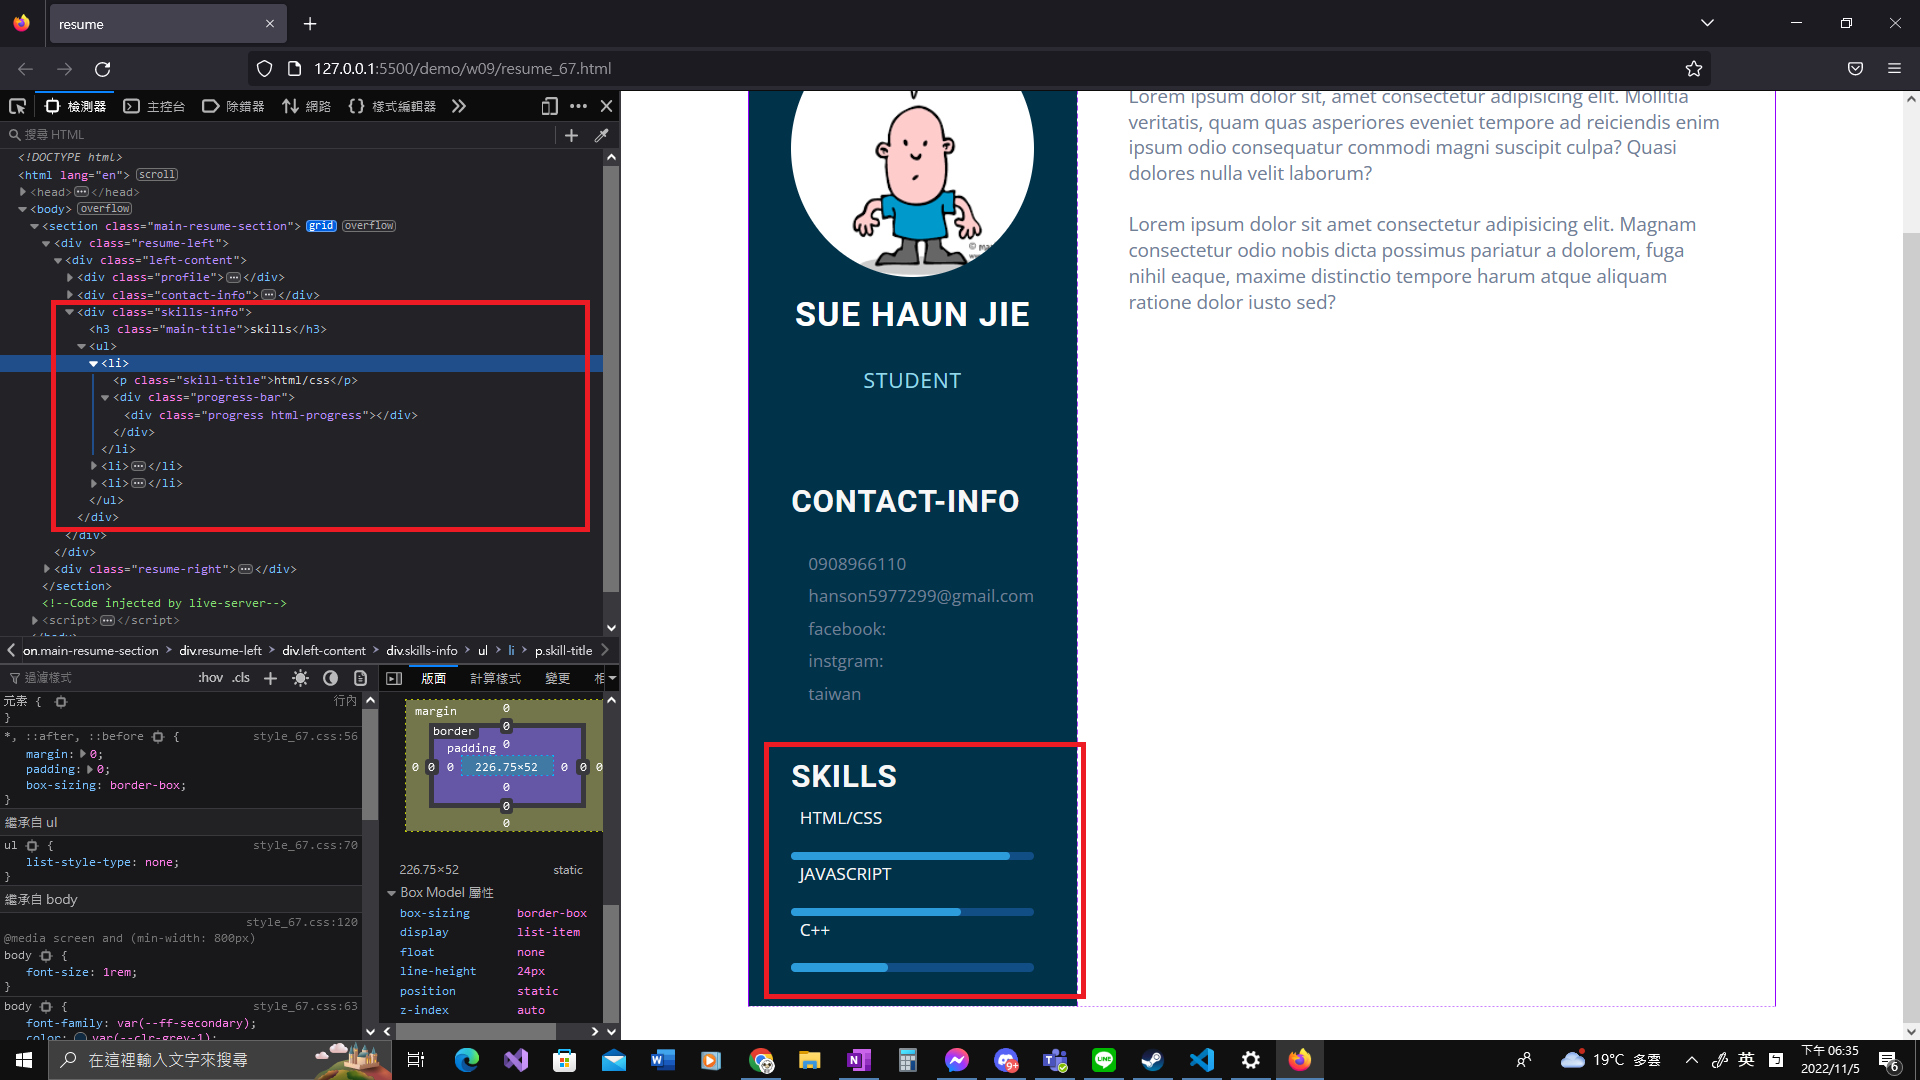 resume
127.0.0.1:5500/demo/w09/resume_67.html
檢測器 主控台 除錯器 網路 樣式編輯器
搜尋 HTML
<!DOCTYPE html>
<html lang="en"> scroll
<head> ••• </head>
<body> overflow
<section class="main-resume-section"> grid overflow
<div class="resume-left">
<div class="left-content">
<div class="profile"> ••• </div>
<div class="contact-info"> ••• </div>
<div class="skills-info">
<h3 class="main-title">skills</h3>
<ul>
<li>
<p class="skill-title">html/css</p>
<div class="progress-bar">
<div class="progress html-progress"></div>
</div>
</li>
<li> ••• </li>
<li> ••• </li>
</ul>
</div>
</div>
</div>
<div class="resume-right"> ••• </div>
</section>
<!--Code injected by live-server-->
<script> ••• </script>
</body>
on.main-resume-section > div.resume-left > div.left-content > div.skills-info > ul > li > p.skill-title
過濾樣式 :hov .cls
元素 { 行內
}
*, ::after, ::before { style_67.css:56
margin: 0;
padding: 0;
box-sizing: border-box;
}
繼承自 ul
ul { style_67.css:70
list-style-type: none;
}
繼承自 body
style_67.css:120
@media screen and (min-width: 800px)
body {
font-size: 1rem;
}
body { style_67.css:63
font-family: var(--ff-secondary);
color: var(--clr-grey-1);
版面 計算樣式 變更 相
margin 0
border 0
padding 0
0 0 0 226.75×52 0 0 0
0
0
0
226.75×52 static
Box Model 屬性
box-sizing border-box
display list-item
float none
line-height 24px
position static
z-index auto
SUE HAUN JIE
STUDENT
CONTACT-INFO
0908966110
hanson5977299@gmail.com
facebook:
instgram:
taiwan
SKILLS
HTML/CSS
JAVASCRIPT
C++
Lorem ipsum dolor sit, amet consectetur adipisicing elit. Mollitia
veritatis, quam quas asperiores eveniet tempore ad reiciendis enim
ipsum odio consequatur commodi magni suscipit culpa? Quasi
dolores nulla velit laborum?
Lorem ipsum dolor sit amet consectetur adipisicing elit. Magnam
consectetur odio nobis dicta possimus pariatur a dolorem, fuga
nihil eaque, maxime distinctio tempore harum atque aliquam
ratione dolor iusto sed?
在這裡輸入文字來搜尋
19°C 多雲
英
下午 06:35
2022/11/5
6